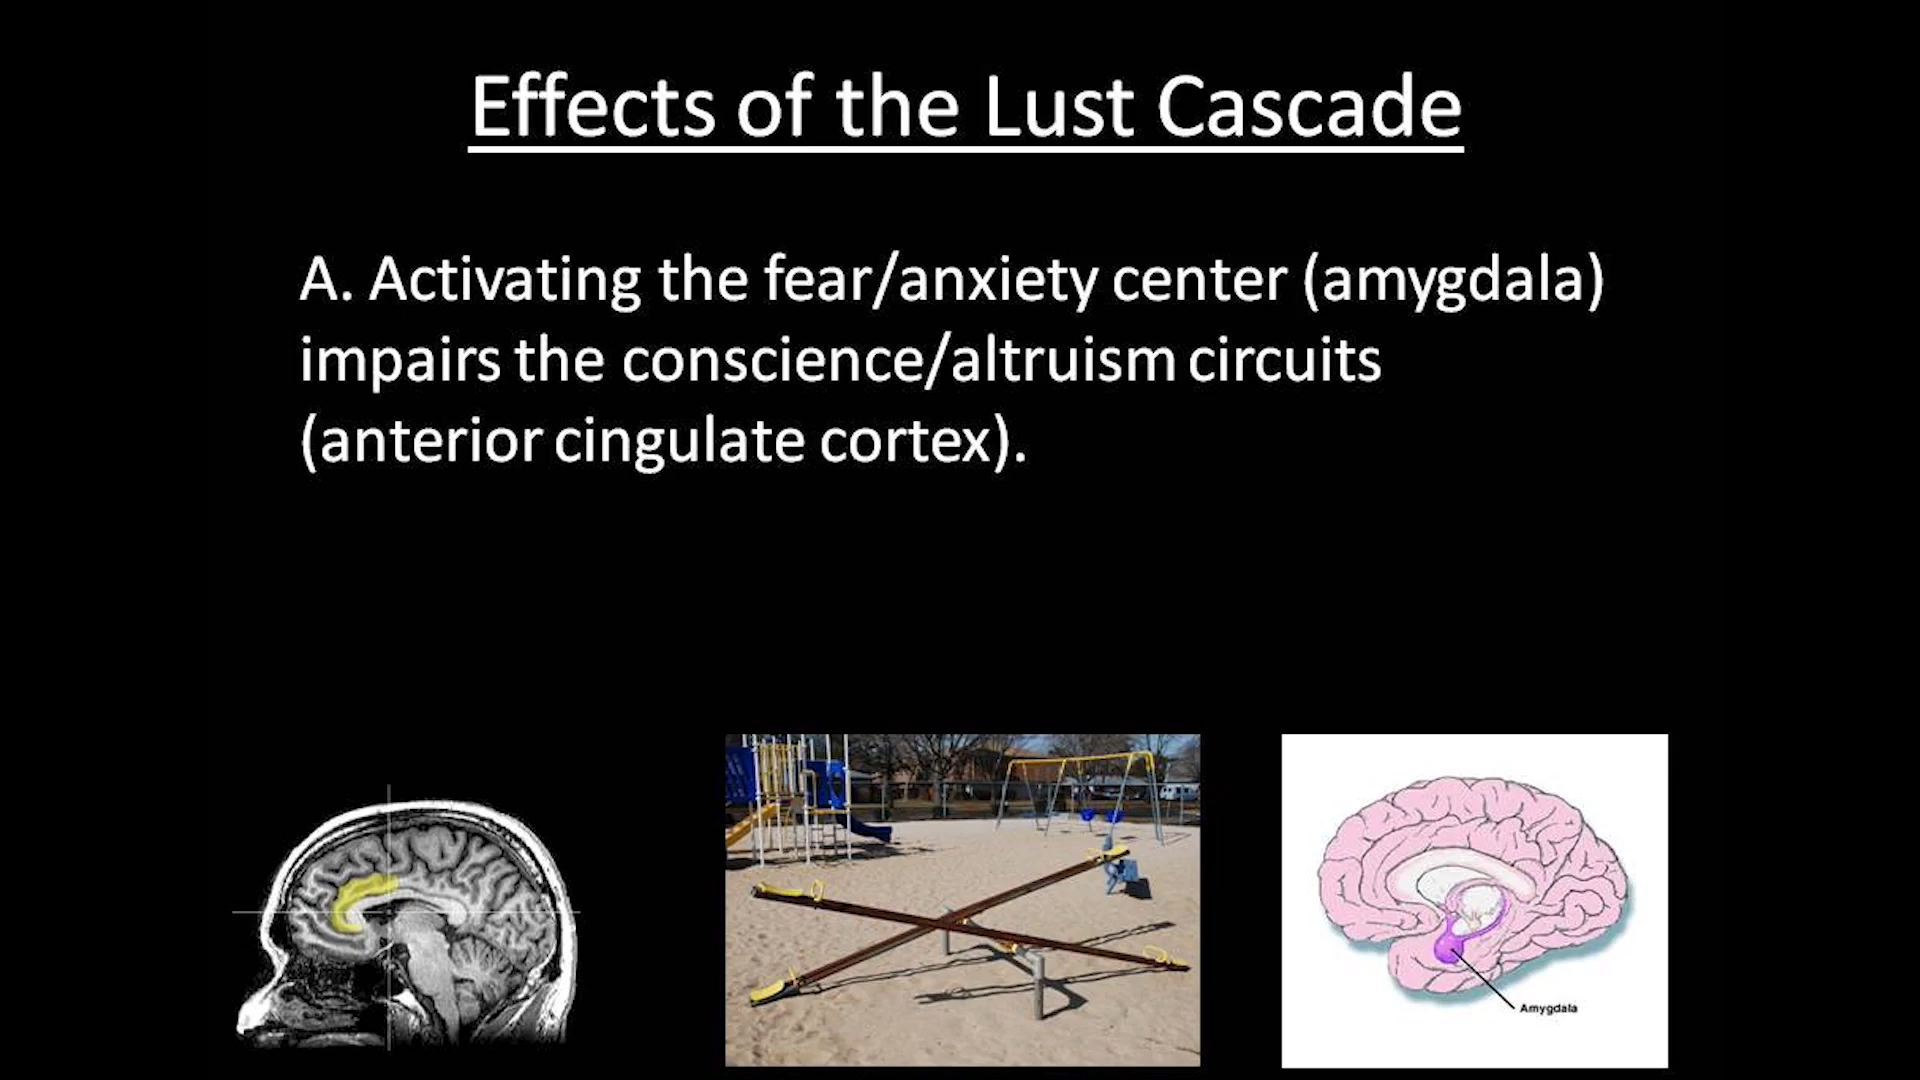 Effects of the Lust Cascade
A. Activating the fear/anxiety center (amygdala)
impairs the conscience/altruism circuits
(anterior cingulate cortex).
Amygdala